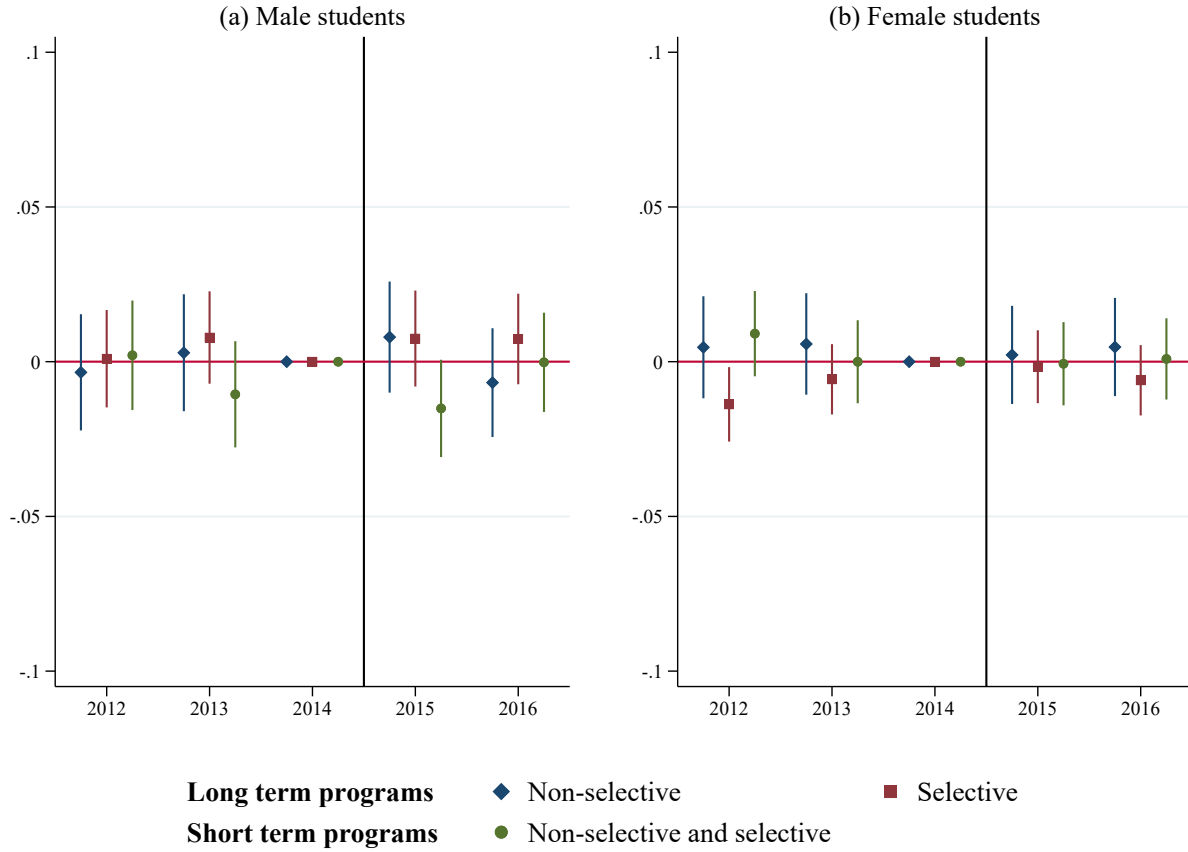 (a) Male students
.1
.05
0
-.05
-.1
2012 2013 2014 2015 2016
(b) Female students
.1
.05
0
-.05
-.1
2012 2013 2014 2015 2016
Long term programs Non-selective Selective
Short term programs Non-selective and selective